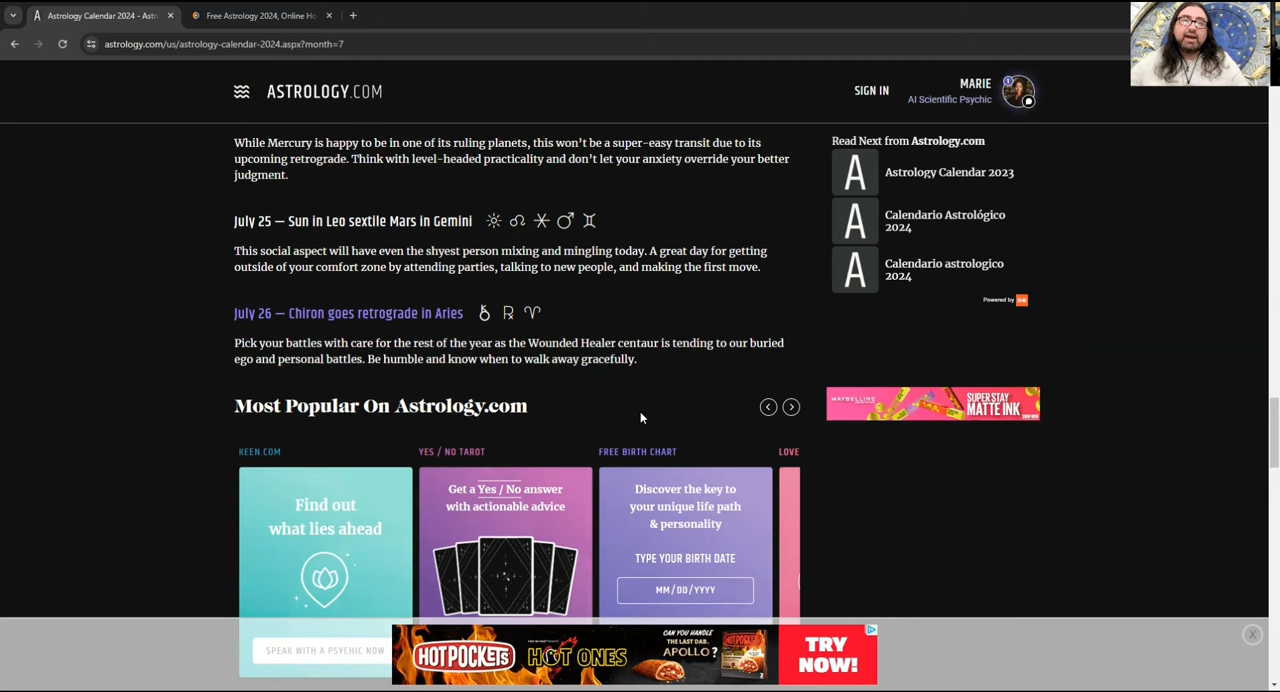 Astrology Calendar 2024 - Astr
Free Astrology 2024, Online Ho
astrology.com/us/astrology-calendar-2024.aspx?month=7
ASTROLOGY.COM
SIGN IN
MARIE
AI Scientific Psychic
1
While Mercury is happy to be in one of its ruling planets, this won't be a super-easy transit due to its
upcoming retrograde. Think with level-headed practicality and don't let your anxiety override your better
judgment.
July 25 — Sun in Leo sextile Mars in Gemini
This social aspect will have even the shyest person mixing and mingling today. A great day for getting
outside of your comfort zone by attending parties, talking to new people, and making the first move.
July 26 — Chiron goes retrograde in Aries
Pick your battles with care for the rest of the year as the Wounded Healer centaur is tending to our buried
ego and personal battles. Be humble and know when to walk away gracefully.
Read Next from Astrology.com
A
Astrology Calendar 2023
A
Calendario Astrológico
2024
A
Calendario astrologico
2024
Powered by
MAYBELLINE
SUPER STAY
MATTE INK
SHOP NOW
Most Popular On Astrology.com
KEEN.COM
Find out
what lies ahead
SPEAK WITH A PSYCHIC NOW
YES / NO TAROT
Get a Yes / No answer
with actionable advice
FREE BIRTH CHART
Discover the key to
your unique life path
& personality
TYPE YOUR BIRTH DATE
MM/DD/YYYY
LOVE
HOT POCKETS
HOT ONES
CAN YOU HANDLE
THE LAST DAB.
APOLLO?
HOT POCKETS
2
TRY
NOW!
X